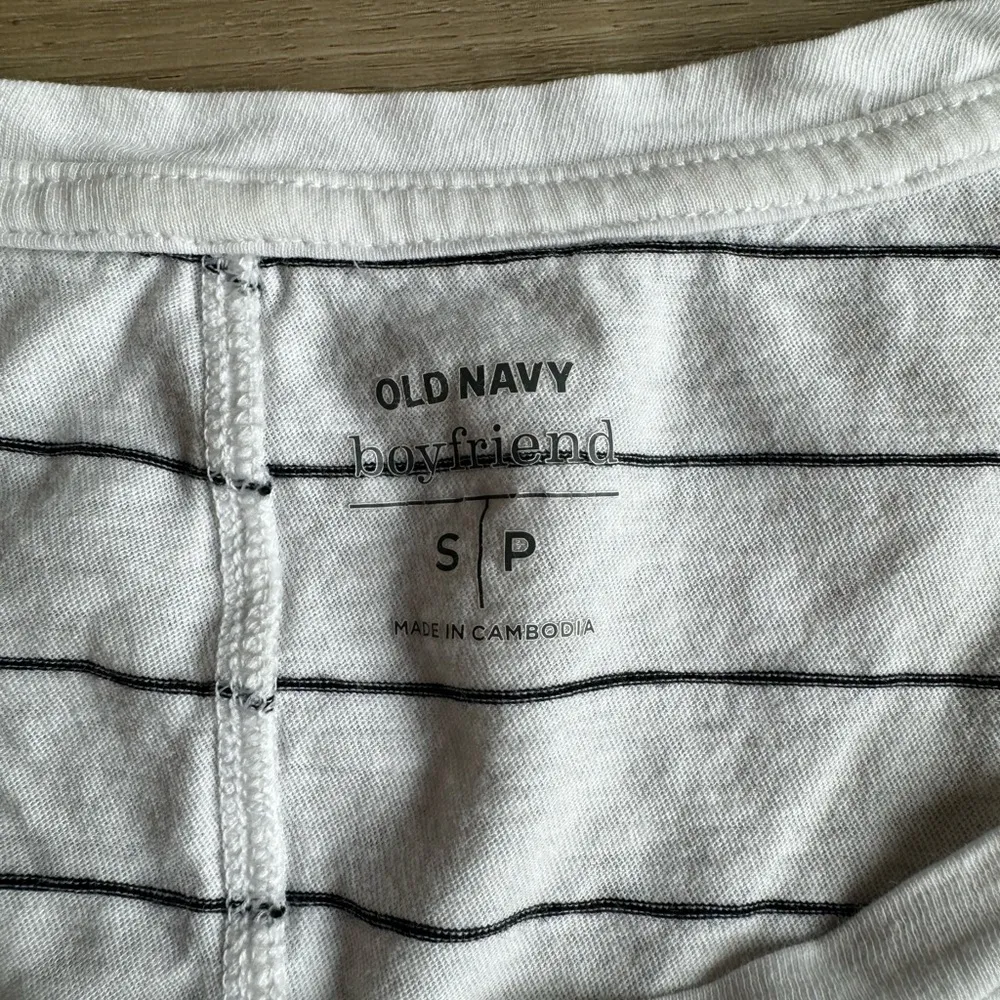 OLD NAVY
boyfriend
S | P
MADE IN CAMBODIA